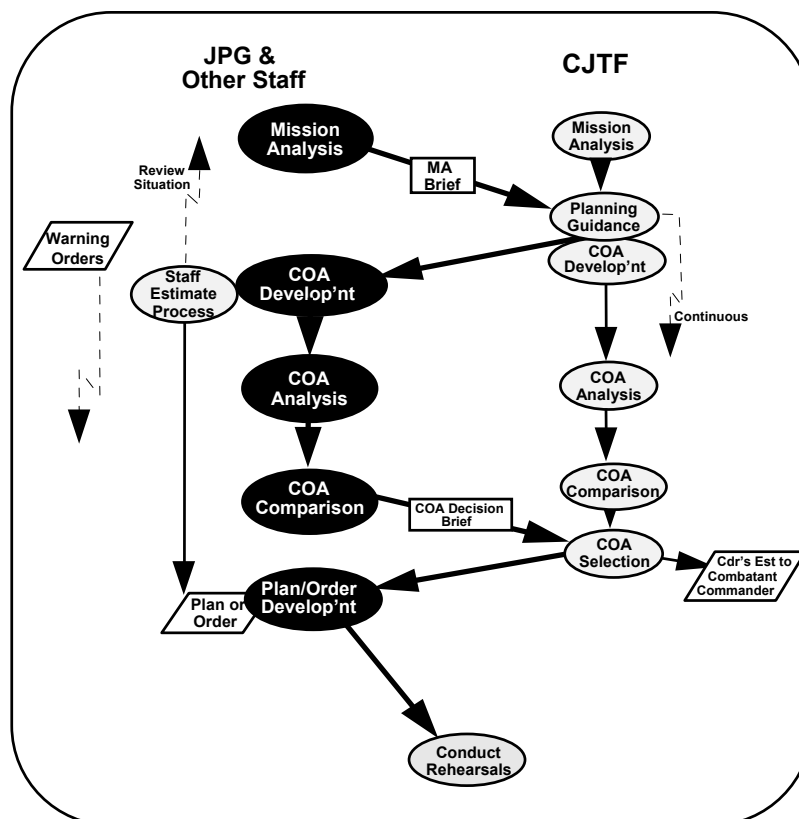 JPG &
Other Staff
CJTF
Mission
Analysis
MA
Brief
Mission
Analysis
Review
Situation
Planning
Guidance
Warning
Orders
Staff
Estimate
Process
COA
Develop’nt
COA
Develop’nt
Continuous
COA
Analysis
COA
Analysis
COA
Comparison
COA Decision
Brief
COA
Comparison
COA
Selection
Cdr’s Est to
Combatant
Commander
Plan or
Order
Plan/Order
Develop’nt
Conduct
Rehearsals